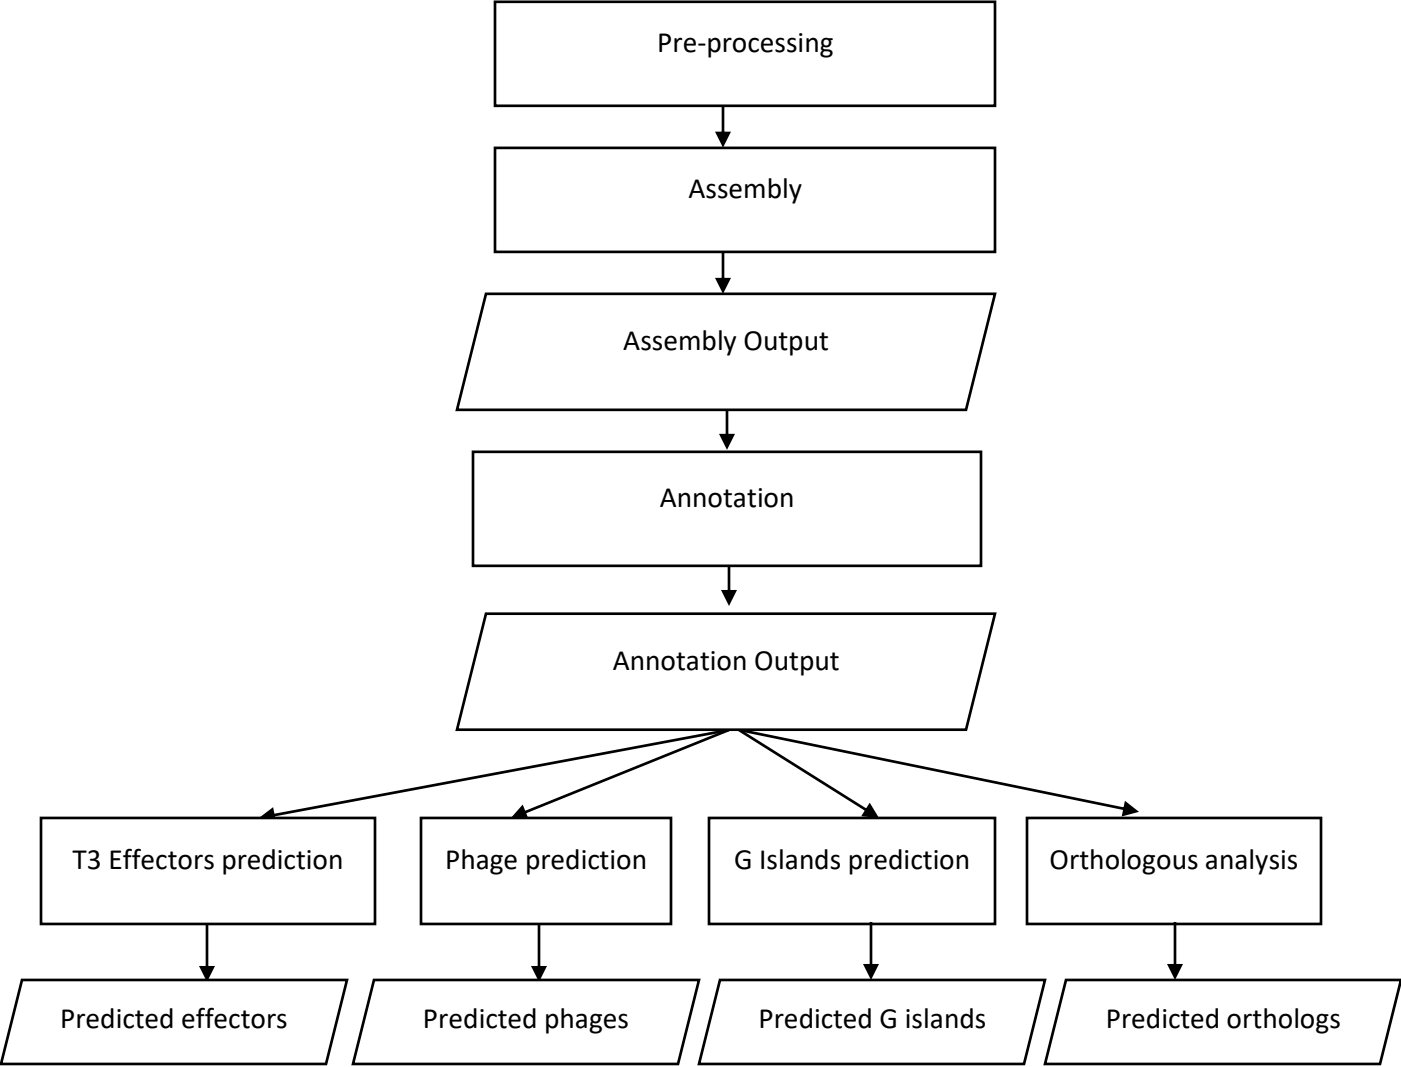 Pre-processing
Assembly
Assembly Output
Annotation
Annotation Output
T3 Effectors prediction
Phage prediction
G Islands prediction
Orthologous analysis
Predicted effectors
Predicted phages
Predicted G islands
Predicted orthologs